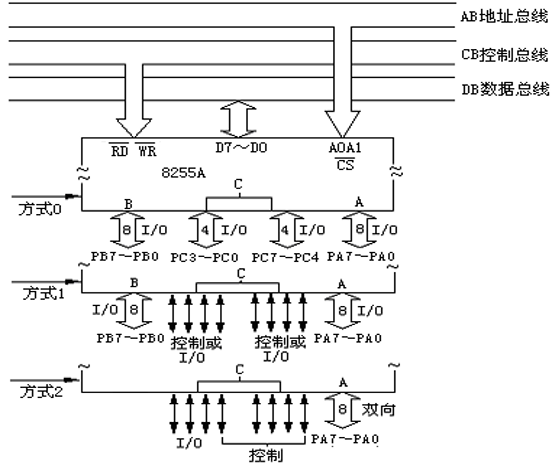 AB地址总线
CB控制总线
DB数据总线
RD WR D7～D0 A0A1
CS
8255A
C
方式0 B A
8 I/O 4 I/O 4 I/O 8 I/O
PB7～PB0 PC3～PC0 PC7～PC4 PA7～PA0
方式1 B C A
I/O 8 8 I/O
PB7～PB0 控制或 控制或 PA7～PA0
I/O I/O
方式2 C A
8 双向
I/O PA7～PA0
控制